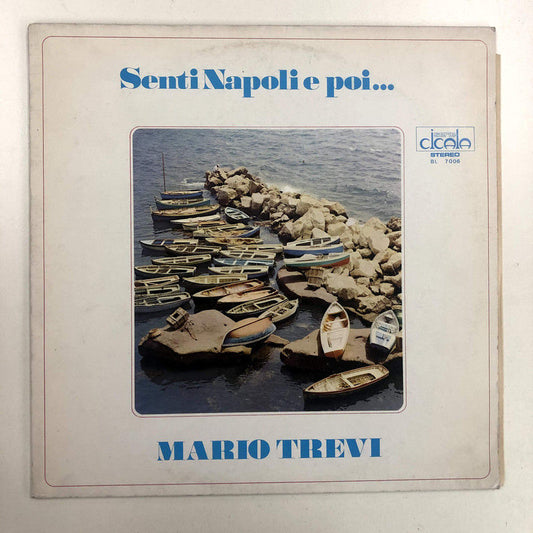 Senti Napoli e poi...
cicala
STEREO
BL 7006
MARIO TREVI